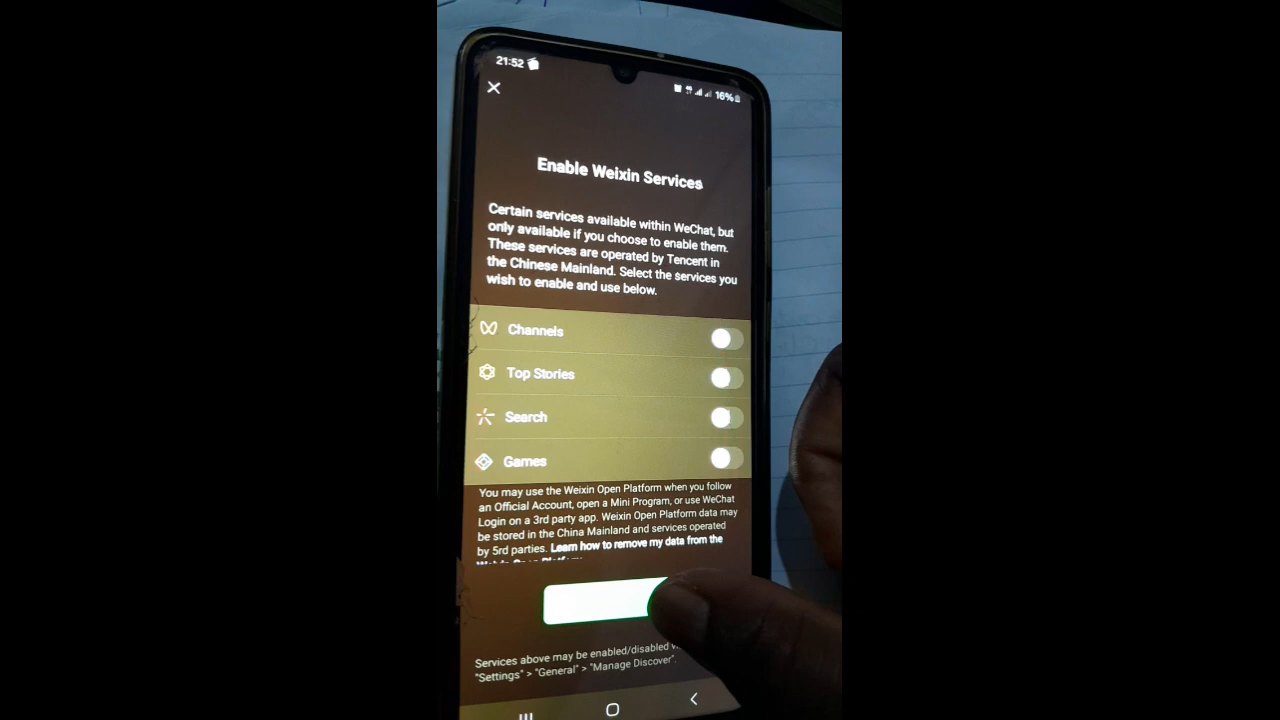 21:52
16%
Enable Weixin Services
Certain services available within WeChat, but
only available if you choose to enable them.
These services are operated by Tencent in
the Chinese Mainland. Select the services you
wish to enable and use below.
Channels
Top Stories
Search
Games
You may use the Weixin Open Platform when you follow
an Official Account, open a Mini Program, or use WeChat
Login on a 3rd party app. Weixin Open Platform data may
be stored in the China Mainland and services operated
by 5rd parties. Learn how to remove my data from the
Services above may be enabled/disabled
"Settings" > "General" > "Manage Discover".